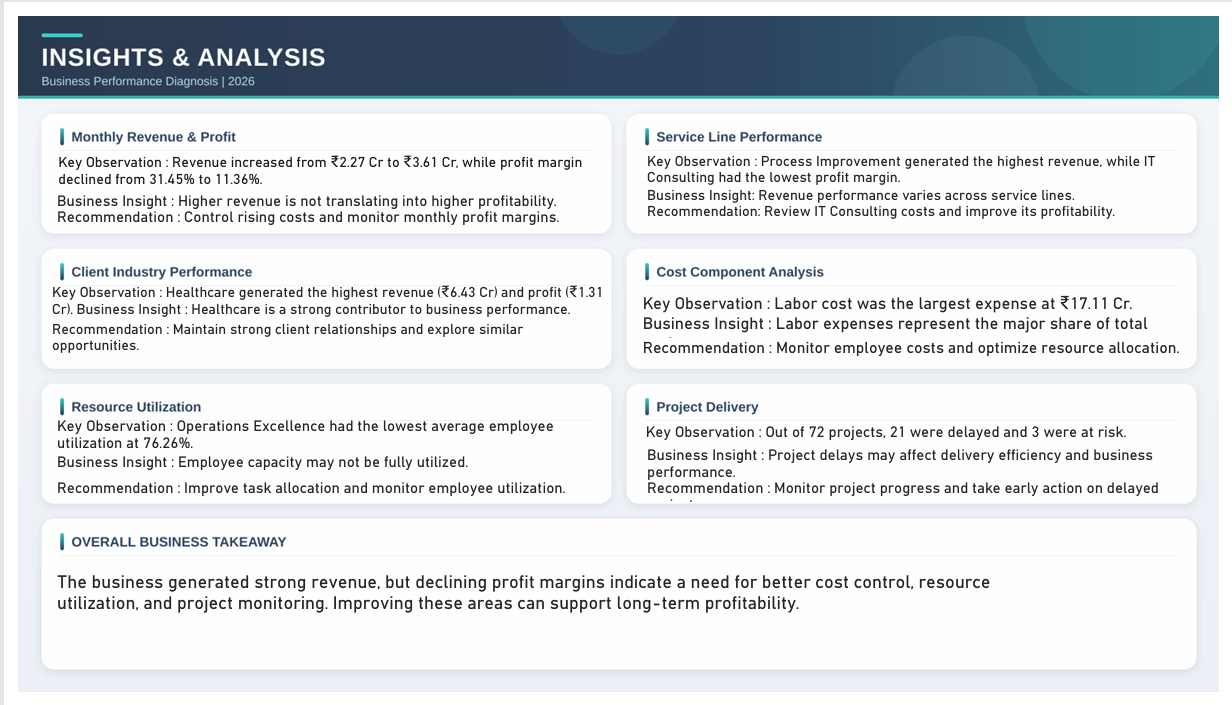 INSIGHTS & ANALYSIS
Business Performance Diagnosis | 2026
Monthly Revenue & Profit
Key Observation : Revenue increased from ₹2.27 Cr to ₹3.61 Cr, while profit margin
declined from 31.45% to 11.36%.
Business Insight : Higher revenue is not translating into higher profitability.
Recommendation : Control rising costs and monitor monthly profit margins.
Service Line Performance
Key Observation : Process Improvement generated the highest revenue, while IT
Consulting had the lowest profit margin.
Business Insight: Revenue performance varies across service lines.
Recommendation: Review IT Consulting costs and improve its profitability.
Client Industry Performance
Key Observation : Healthcare generated the highest revenue (₹6.43 Cr) and profit (₹1.31
Cr). Business Insight : Healthcare is a strong contributor to business performance.
Recommendation : Maintain strong client relationships and explore similar
opportunities.
Cost Component Analysis
Key Observation : Labor cost was the largest expense at ₹17.11 Cr.
Business Insight : Labor expenses represent the major share of total
Recommendation : Monitor employee costs and optimize resource allocation.
Resource Utilization
Key Observation : Operations Excellence had the lowest average employee
utilization at 76.26%.
Business Insight : Employee capacity may not be fully utilized.
Recommendation : Improve task allocation and monitor employee utilization.
Project Delivery
Key Observation : Out of 72 projects, 21 were delayed and 3 were at risk.
Business Insight : Project delays may affect delivery efficiency and business
performance.
Recommendation : Monitor project progress and take early action on delayed
OVERALL BUSINESS TAKEAWAY
The business generated strong revenue, but declining profit margins indicate a need for better cost control, resource
utilization, and project monitoring. Improving these areas can support long-term profitability.